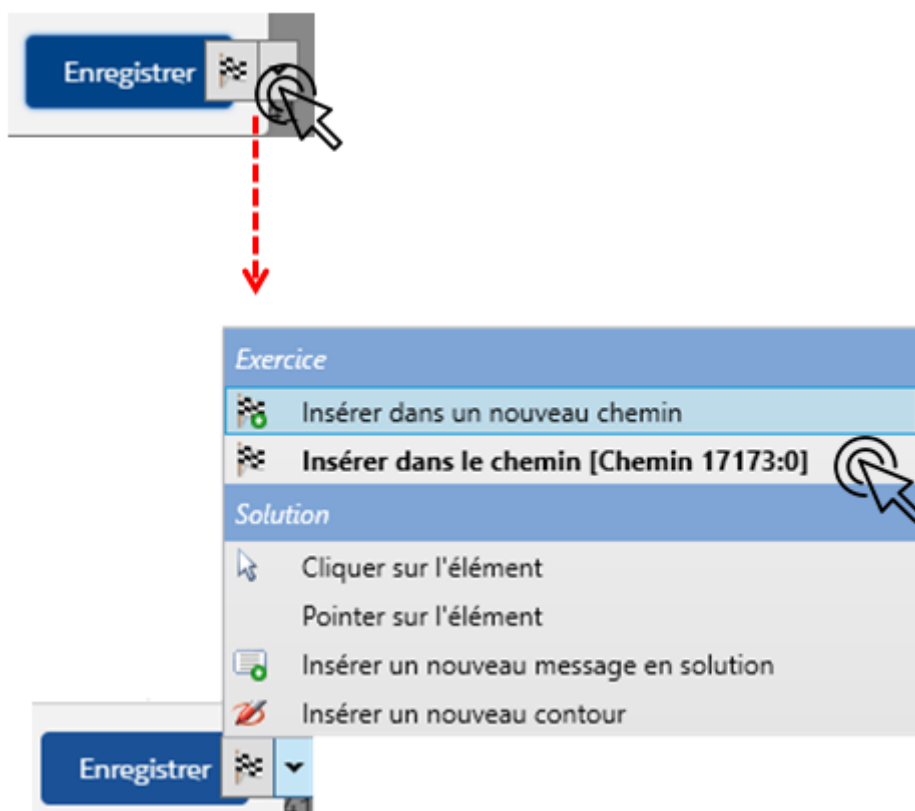 Enregistrer
Exercice
Insérer dans un nouveau chemin
Insérer dans le chemin [Chemin 17173:0]
Solution
Cliquer sur l'élément
Pointer sur l'élément
Insérer un nouveau message en solution
Insérer un nouveau contour
Enregistrer